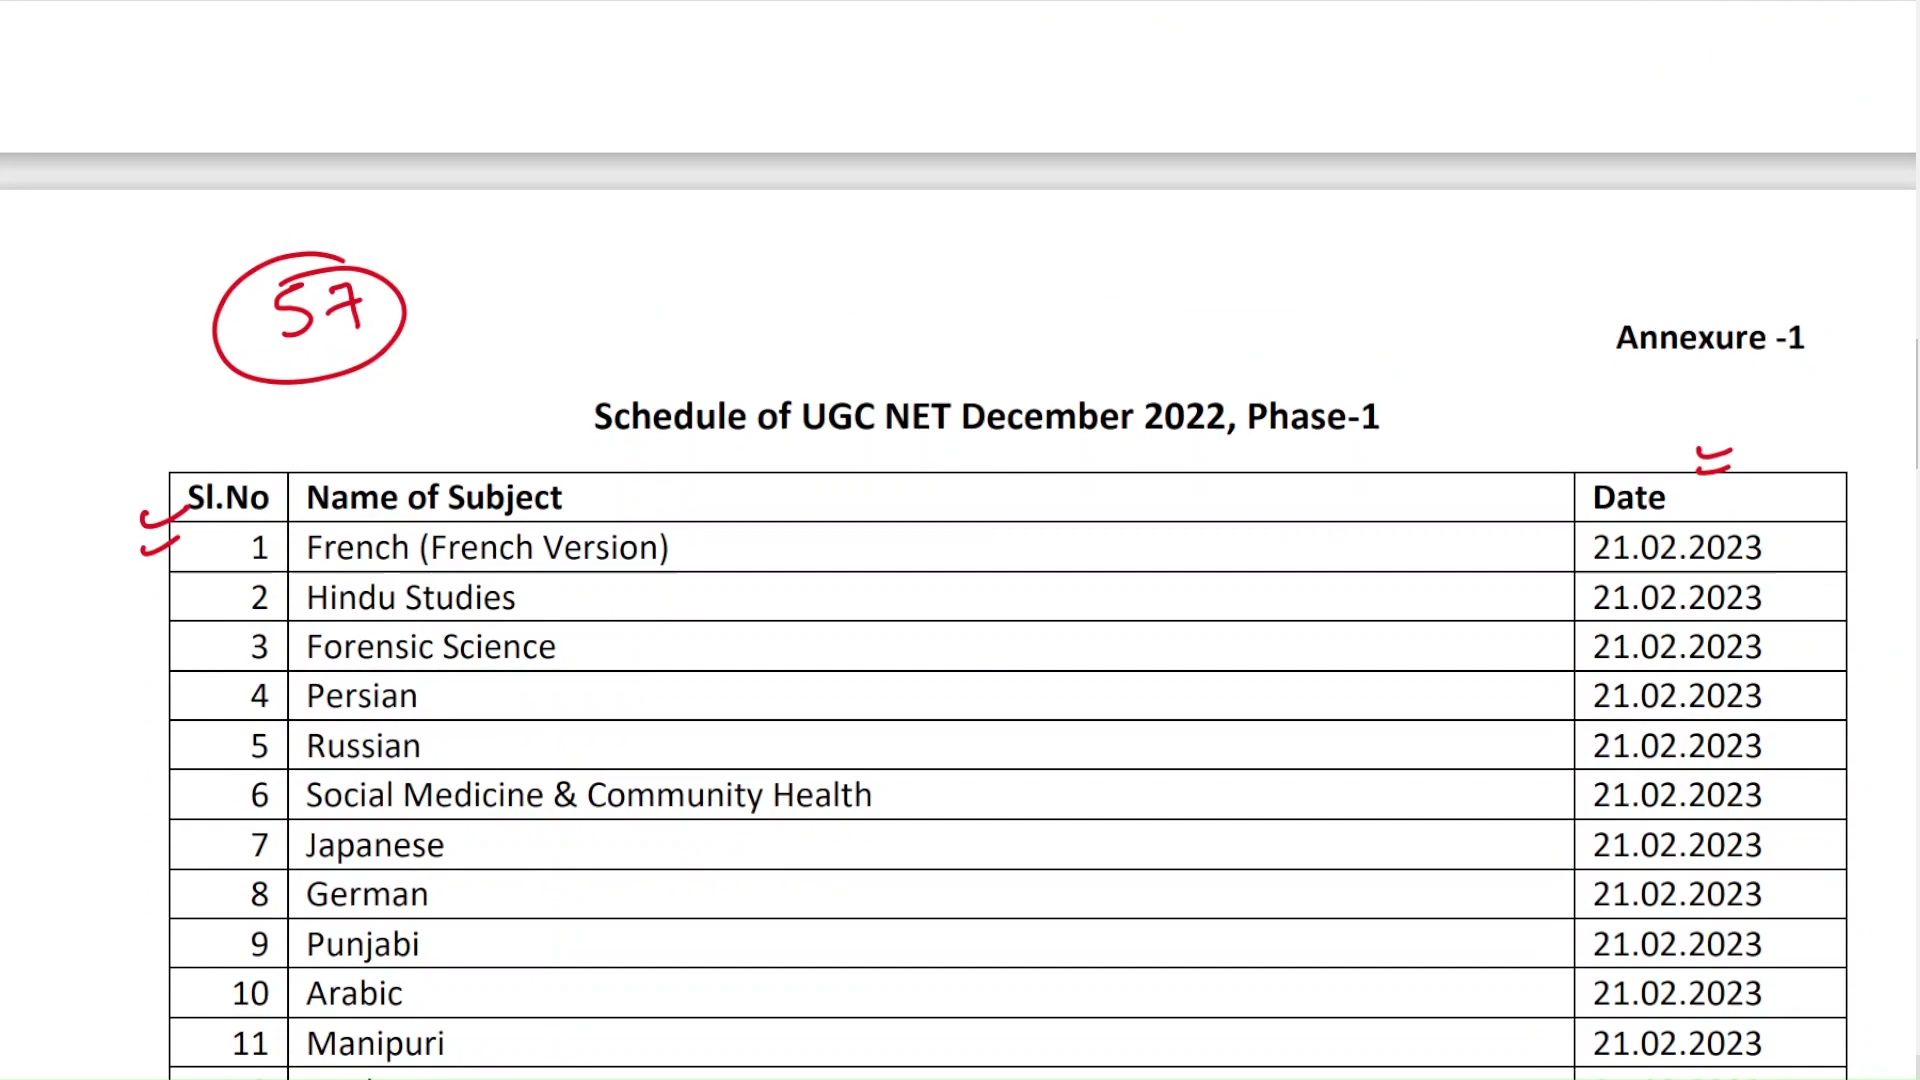 57
Annexure -1
Schedule of UGC NET December 2022, Phase-1
Sl.No Name of Subject Date
1 French (French Version) 21.02.2023
2 Hindu Studies 21.02.2023
3 Forensic Science 21.02.2023
4 Persian 21.02.2023
5 Russian 21.02.2023
6 Social Medicine & Community Health 21.02.2023
7 Japanese 21.02.2023
8 German 21.02.2023
9 Punjabi 21.02.2023
10 Arabic 21.02.2023
11 Manipuri 21.02.2023